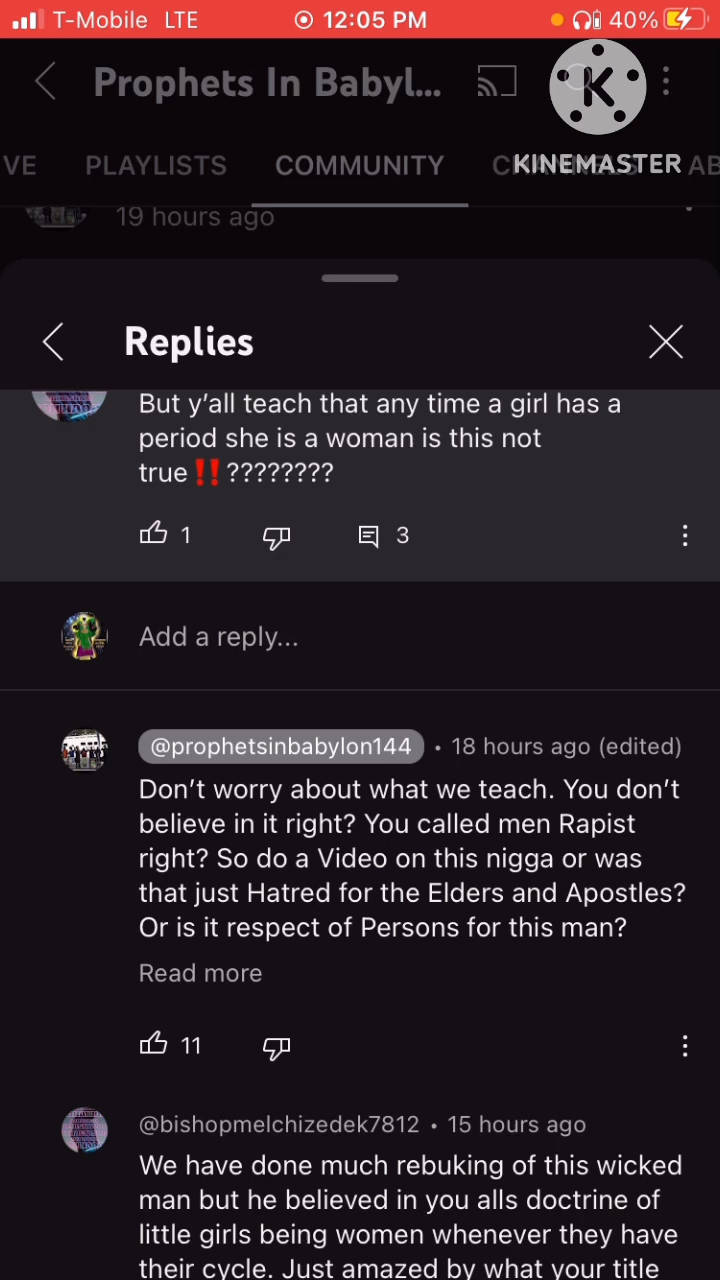 T-Mobile LTE 12:05 PM 40%
Prophets In Babyl...
K
KINEMASTER
VE PLAYLISTS COMMUNITY CHANNELS AB
19 hours ago
Replies
But y’all teach that any time a girl has a
period she is a woman is this not
true‼️????????
1 3
Add a reply...
@prophetsinbabylon144 • 18 hours ago (edited)
Don’t worry about what we teach. You don’t
believe in it right? You called men Rapist
right? So do a Video on this nigga or was
that just Hatred for the Elders and Apostles?
Or is it respect of Persons for this man?
Read more
11
@bishopmelchizedek7812 • 15 hours ago
We have done much rebuking of this wicked
man but he believed in you alls doctrine of
little girls being women whenever they have
their cycle. Just amazed by what your title